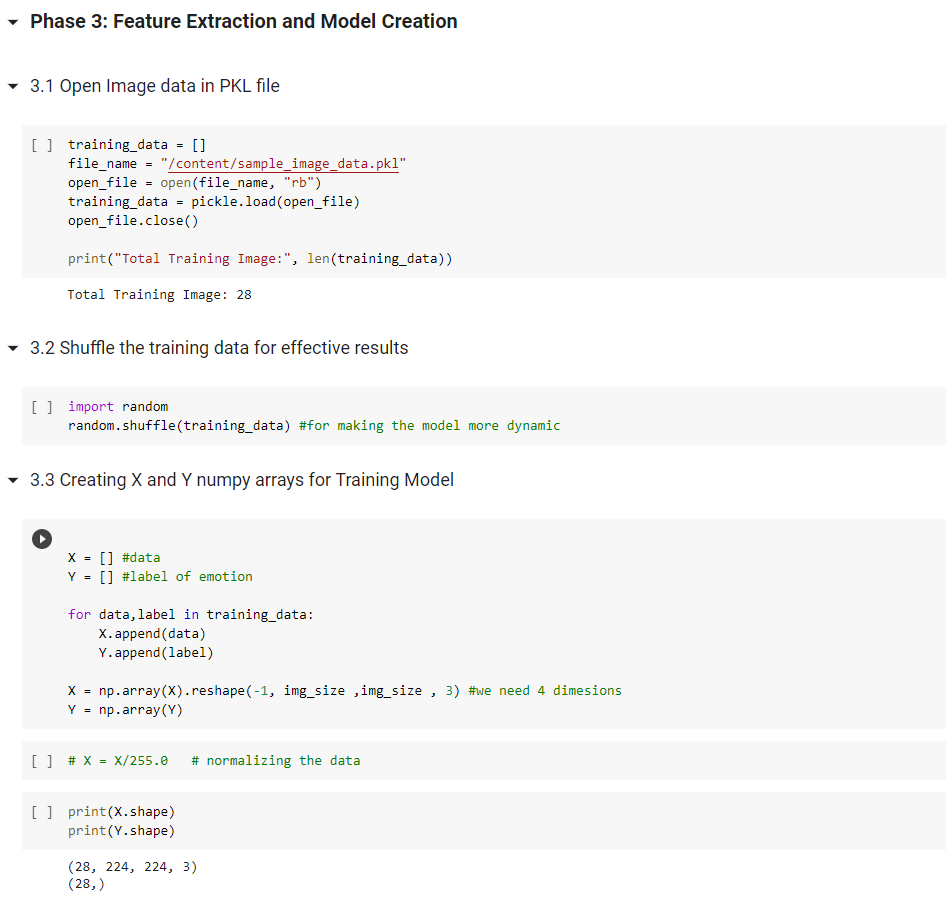 Phase 3: Feature Extraction and Model Creation
3.1 Open Image data in PKL file
[ ] training_data = []
file_name = "/content/sample_image_data.pkl"
open_file = open(file_name, "rb")
training_data = pickle.load(open_file)
open_file.close()
print("Total Training Image:", len(training_data))
Total Training Image: 28
3.2 Shuffle the training data for effective results
[ ] import random
random.shuffle(training_data) #for making the model more dynamic
3.3 Creating X and Y numpy arrays for Training Model
X = [] #data
Y = [] #label of emotion
for data,label in training_data:
    X.append(data)
    Y.append(label)
X = np.array(X).reshape(-1, img_size ,img_size , 3) #we need 4 dimesions
Y = np.array(Y)
[ ] # X = X/255.0   # normalizing the data
[ ] print(X.shape)
print(Y.shape)
(28, 224, 224, 3)
(28,)